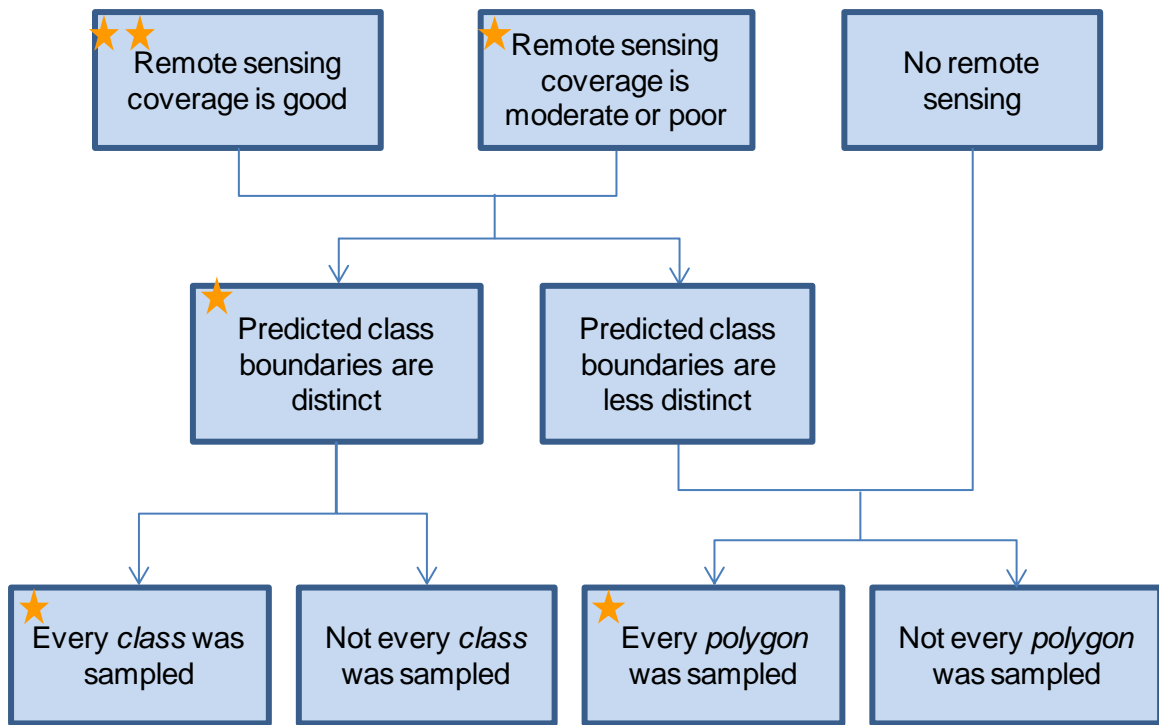 Remote sensing
coverage is good
Remote sensing
coverage is
moderate or poor
No remote
sensing
Predicted class
boundaries are
distinct
Predicted class
boundaries are
less distinct
Every class was
sampled
Not every class
was sampled
Every polygon
was sampled
Not every polygon
was sampled